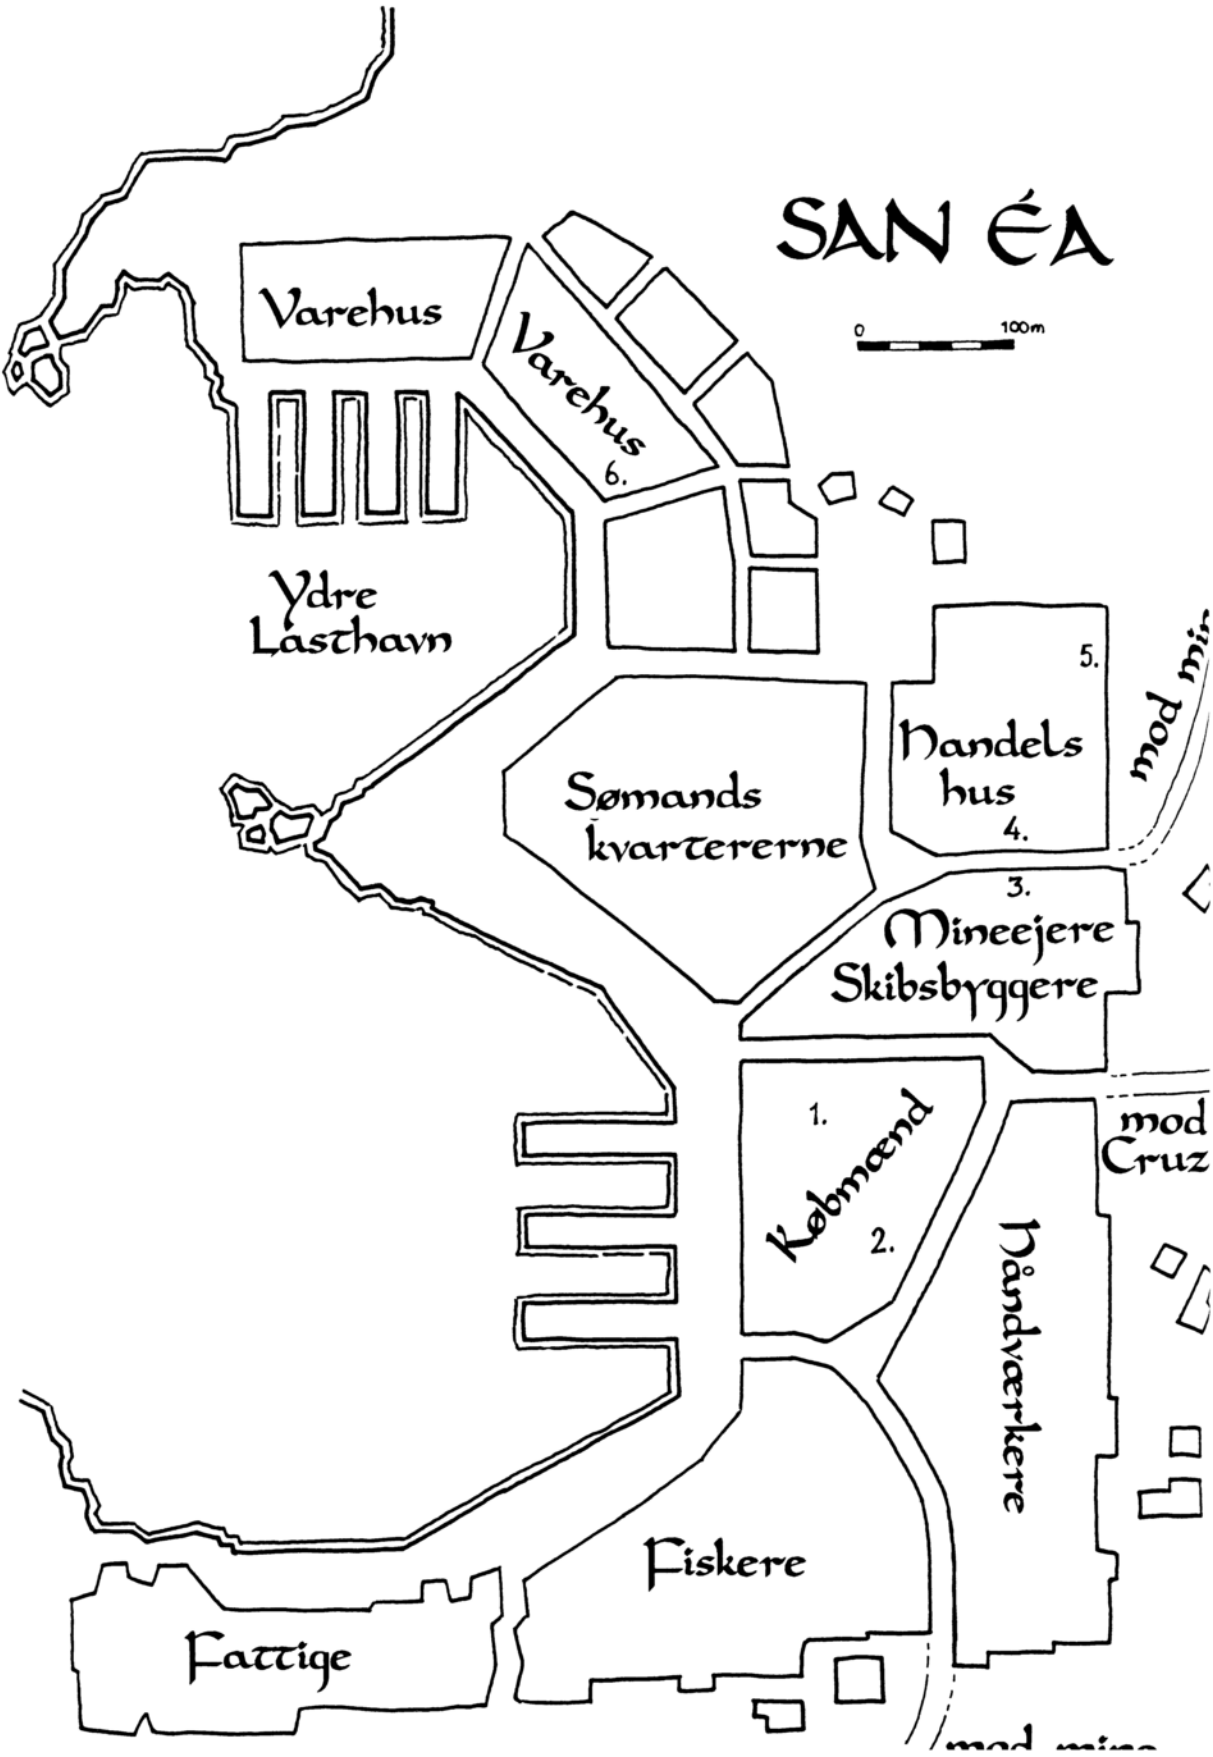 SAN ÉA
0 100m
Varehus
Varehus
6.
Ydre
Lasthavn
5.
Handels
hus
4.
mod
Sømands
kvartererne
3.
Mineejere
Skibsbyggere
1.
Købmænd
2.
mod
Cruz
Håndværkere
Fiskere
Fattige
mod